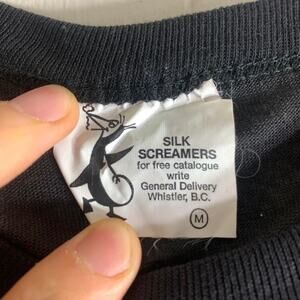 SILK
SCREAMERS
for free catalogue
write
General Delivery
Whistler, B.C.
M